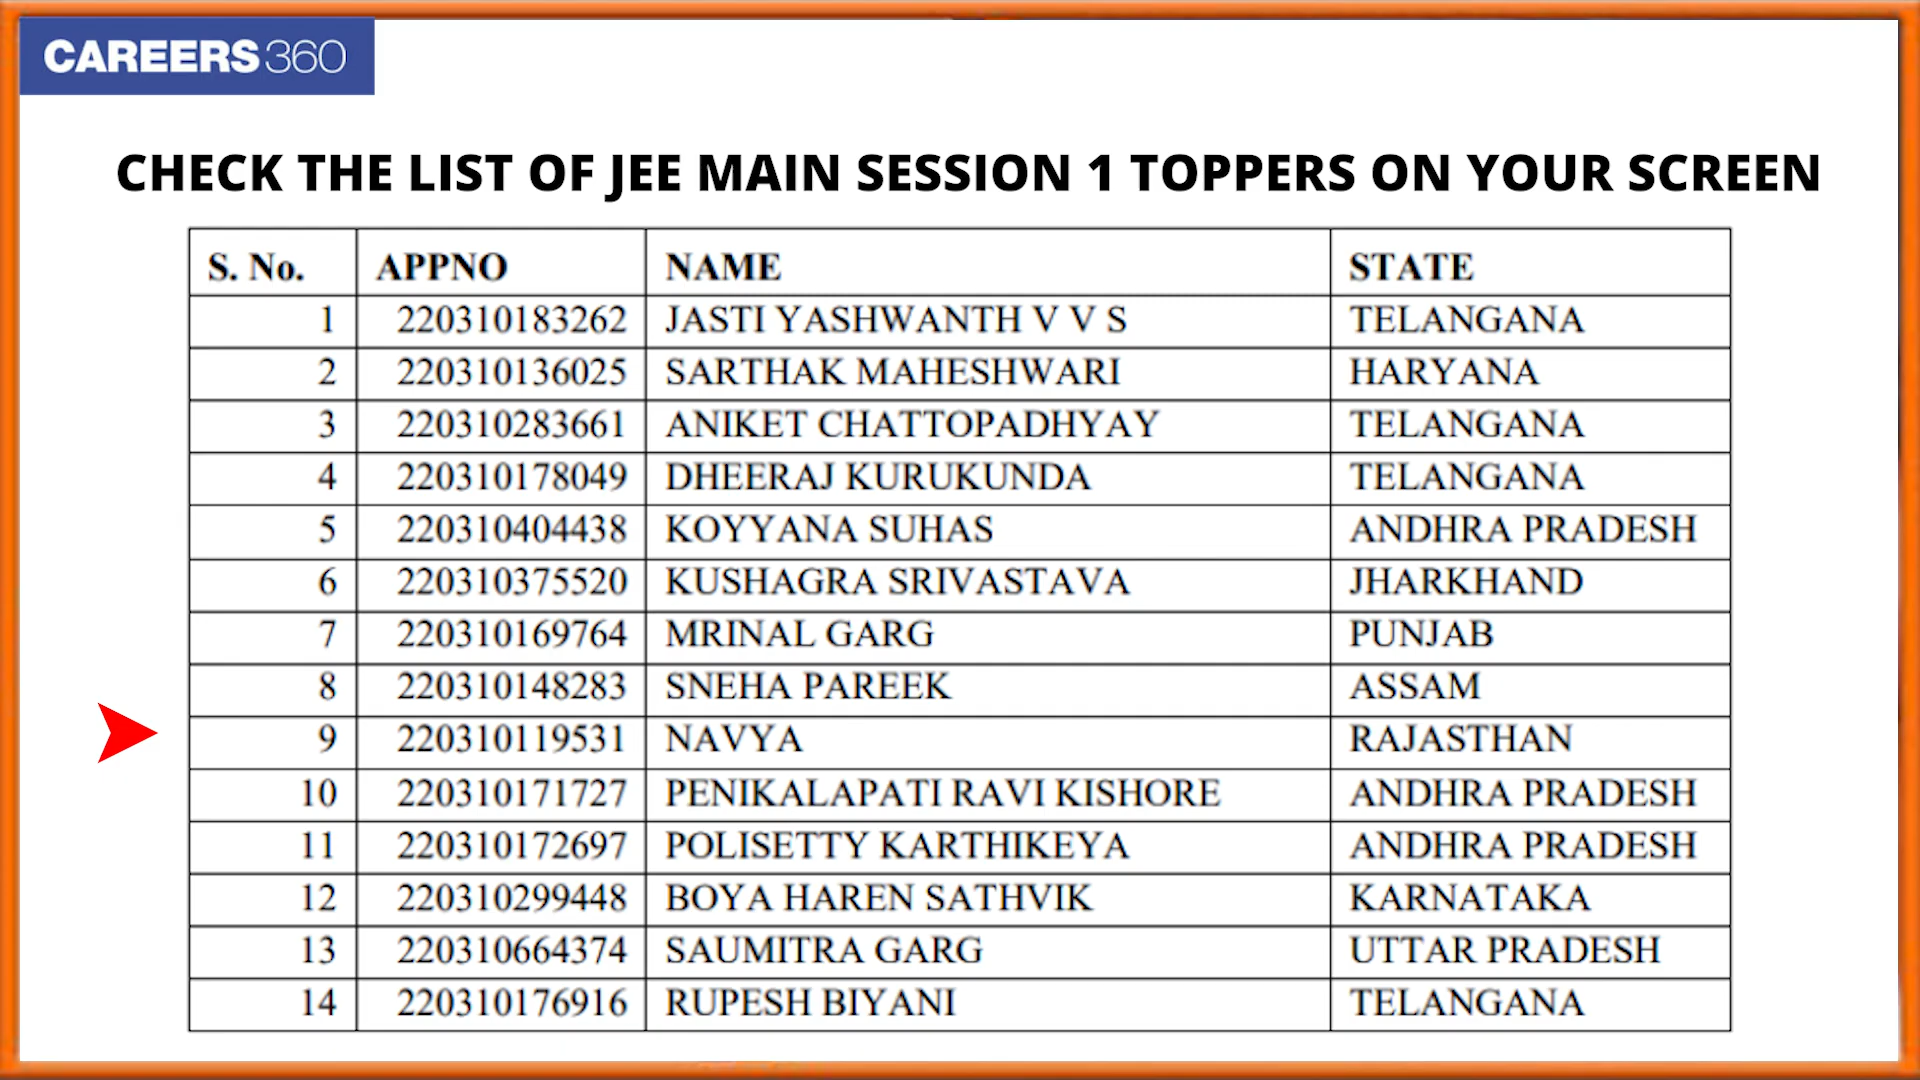 CAREERS360
CHECK THE LIST OF JEE MAIN SESSION 1 TOPPERS ON YOUR SCREEN
S. No. APPNO NAME STATE
1 220310183262 JASTI YASHWANTH V V S TELANGANA
2 220310136025 SARTHAK MAHESHWARI HARYANA
3 220310283661 ANIKET CHATTOPADHYAY TELANGANA
4 220310178049 DHEERAJ KURUKUNDA TELANGANA
5 220310404438 KOYYANA SUHAS ANDHRA PRADESH
6 220310375520 KUSHAGRA SRIVASTAVA JHARKHAND
7 220310169764 MRINAL GARG PUNJAB
8 220310148283 SNEHA PAREEK ASSAM
9 220310119531 NAVYA RAJASTHAN
10 220310171727 PENIKALAPATI RAVI KISHORE ANDHRA PRADESH
11 220310172697 POLISETTY KARTHIKEYA ANDHRA PRADESH
12 220310299448 BOYA HAREN SATHVIK KARNATAKA
13 220310664374 SAUMITRA GARG UTTAR PRADESH
14 220310176916 RUPESH BIYANI TELANGANA